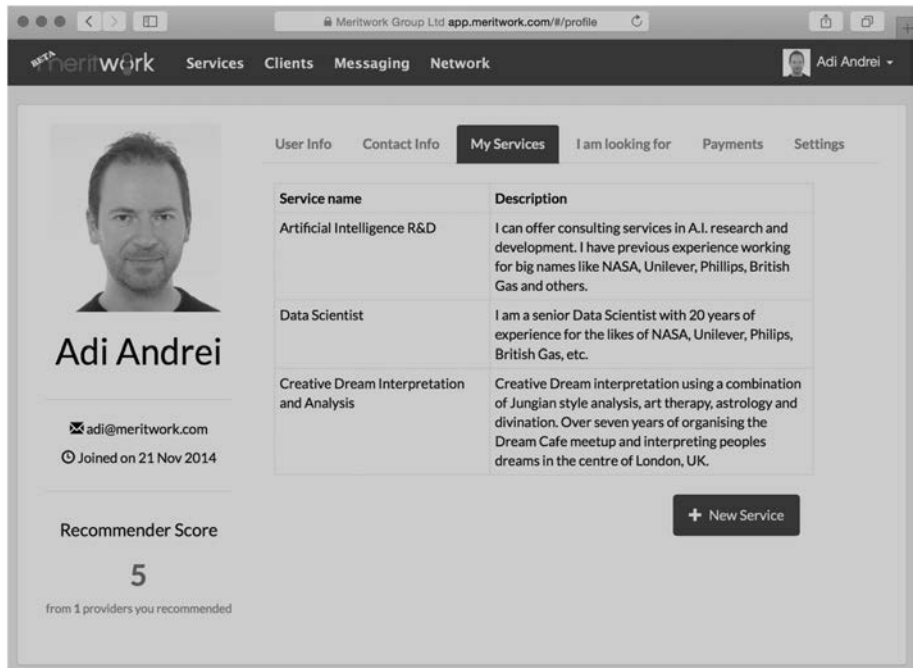 Meritwork Group Ltd app.meritwork.com/#/profile
BETA meritwork Services Clients Messaging Network Adi Andrei
User Info Contact Info My Services I am looking for Payments Settings
Service name Description
Artificial Intelligence R&D I can offer consulting services in A.I. research and
development. I have previous experience working
for big names like NASA, Unilever, Phillips, British
Gas and others.
Data Scientist I am a senior Data Scientist with 20 years of
experience for the likes of NASA, Unilever, Philips,
British Gas, etc.
Creative Dream Interpretation Creative Dream interpretation using a combination
and Analysis of Jungian style analysis, art therapy, astrology and
divination. Over seven years of organising the
Dream Cafe meetup and interpreting peoples
dreams in the centre of London, UK.
+ New Service
Adi Andrei
adi@meritwork.com
Joined on 21 Nov 2014
Recommender Score
5
from 1 providers you recommended